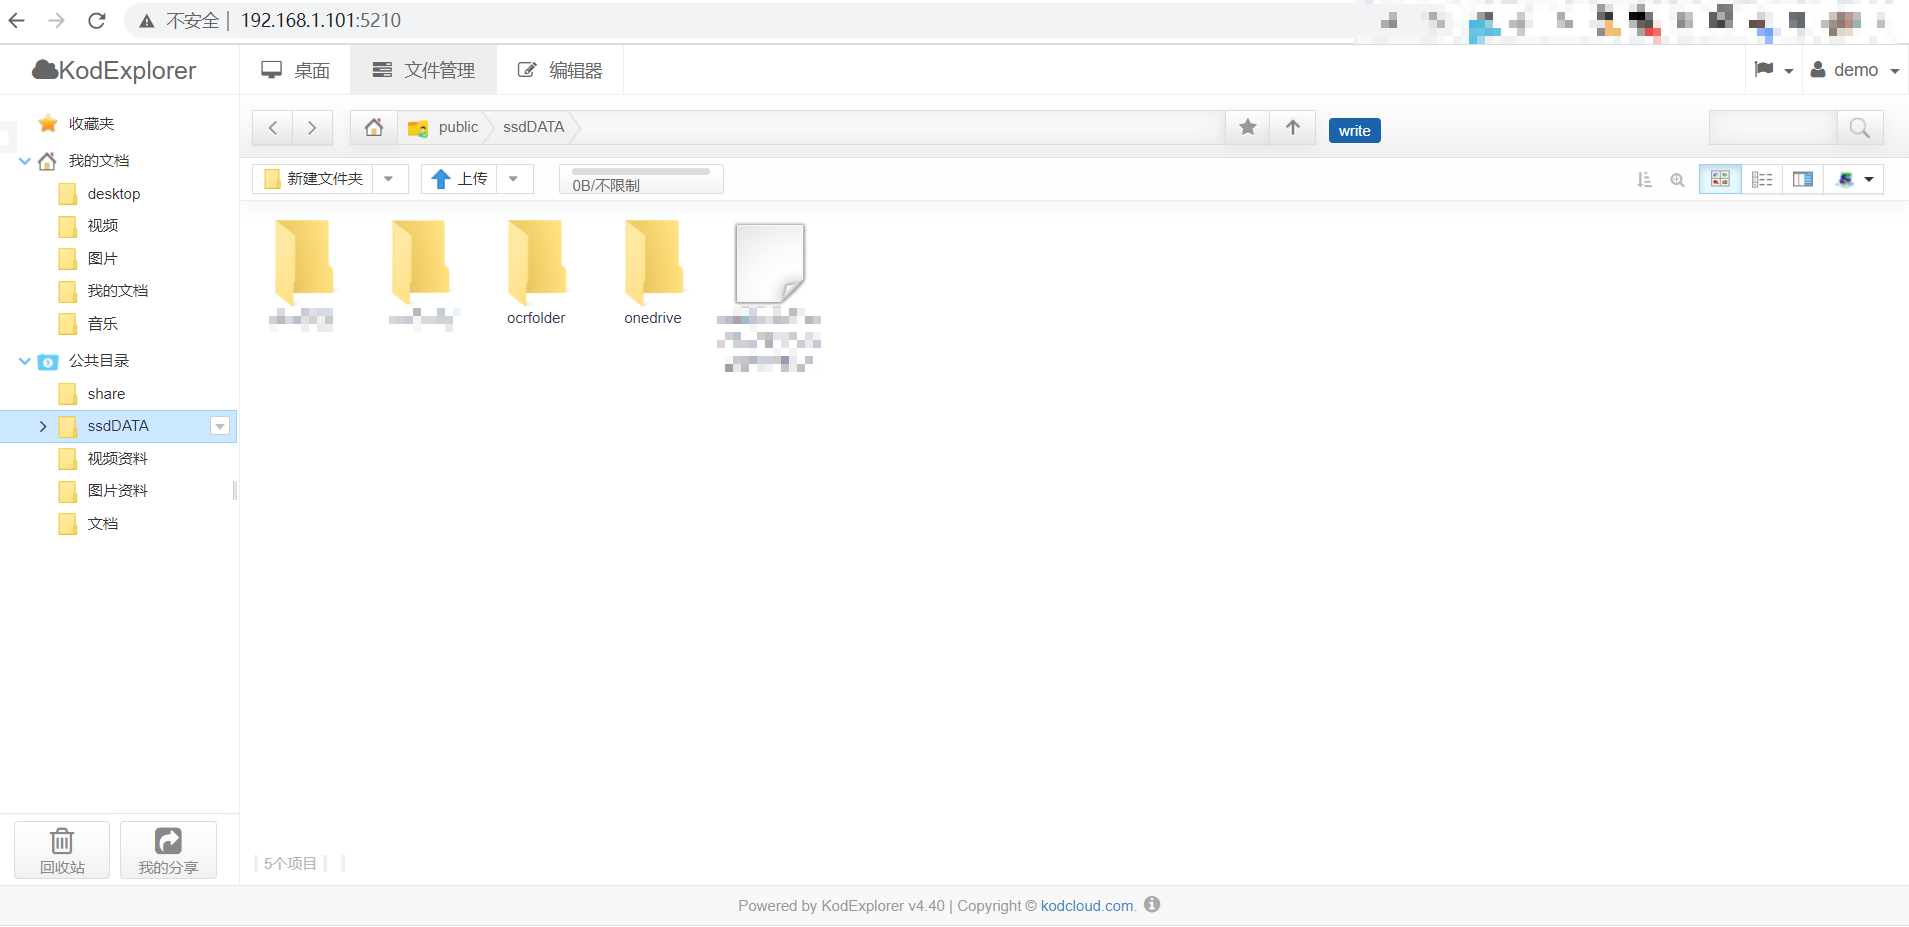 不安全 | 192.168.1.101:5210
KodExplorer
桌面
文件管理
编辑器
demo
收藏夹
我的文档
desktop
视频
图片
我的文档
音乐
公共目录
share
ssdDATA
视频资料
图片资料
文档
回收站
我的分享
public
ssdDATA
write
新建文件夹
上传
0B/不限制
ocrfolder
onedrive
5个项目
Powered by KodExplorer v4.40 | Copyright © kodcloud.com.